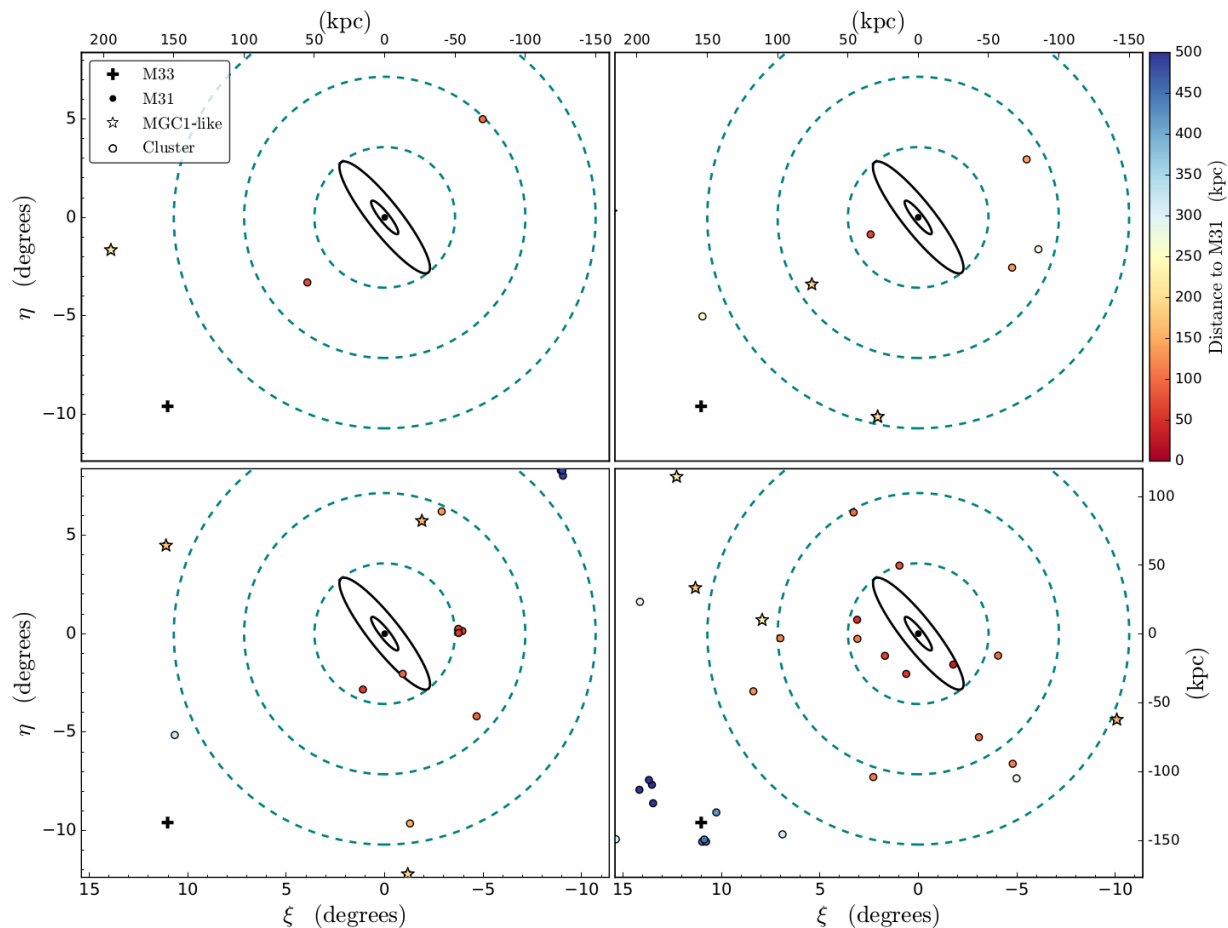 (kpc) (kpc)
200 150 100 50 0 -50 -100 -150 200 150 100 50 0 -50 -100 -150
M33
M31
MGC1-like
Cluster
5
0
−5
−10
η (degrees)
500
450
400
350
300
250
200
150
100
50
0
Distance to M31 (kpc)
5
0
−5
−10
η (degrees)
100
50
0
-50
-100
-150
(kpc)
15 10 5 0 −5 −10 15 10 5 0 −5 −10
ξ (degrees) ξ (degrees)